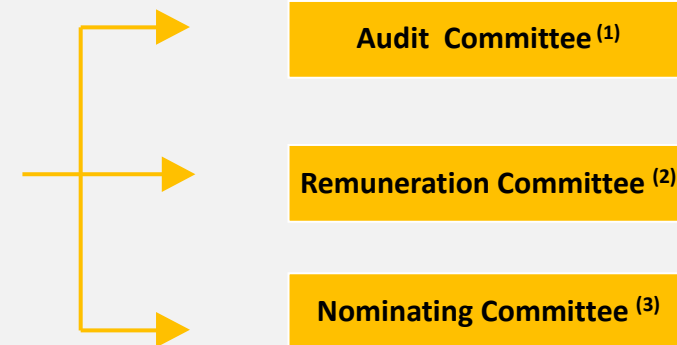 Audit Committee (1)
Remuneration Committee (2)
Nominating Committee (3)